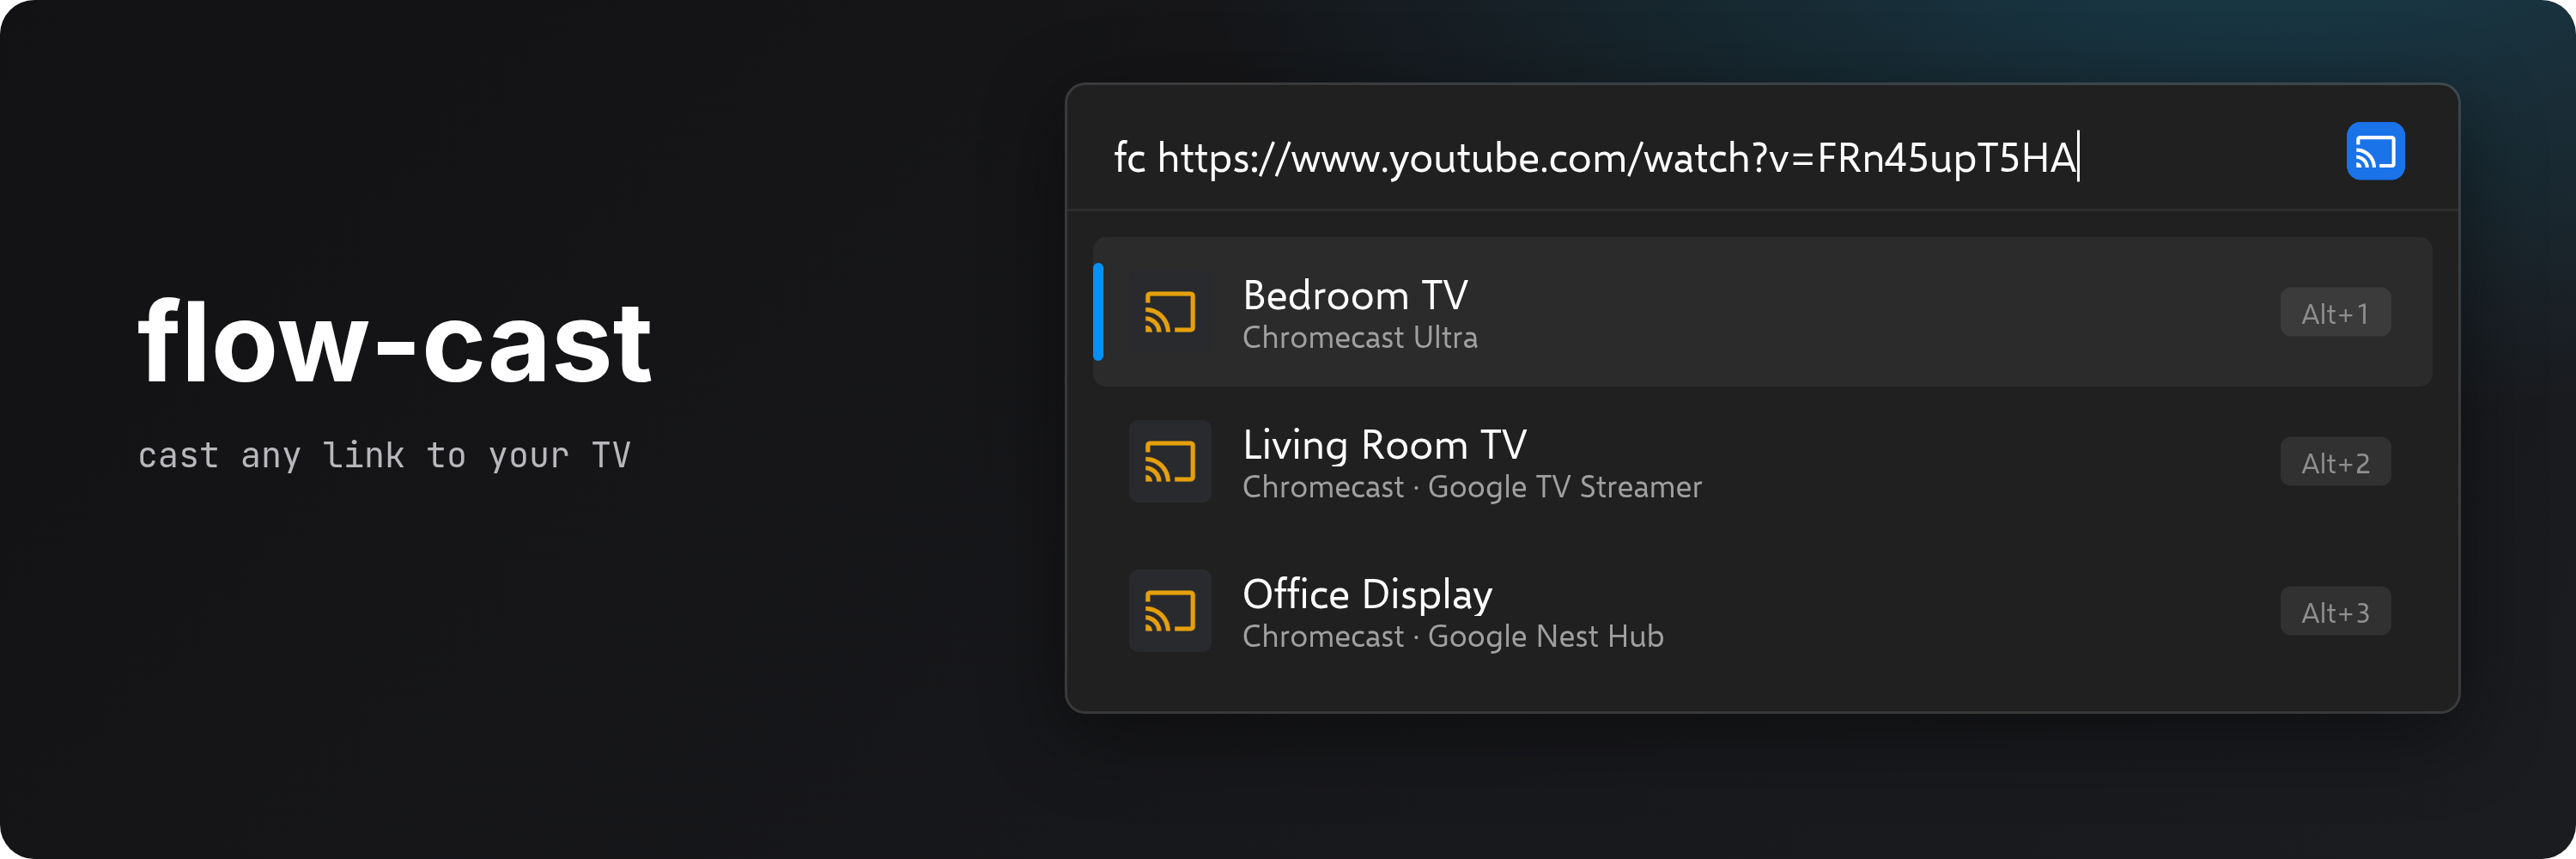 flow-cast
cast any link to your TV
fc https://www.youtube.com/watch?v=FRn45upT5HA
Bedroom TV
Chromecast Ultra
Alt+1
Living Room TV
Chromecast · Google TV Streamer
Alt+2
Office Display
Chromecast · Google Nest Hub
Alt+3